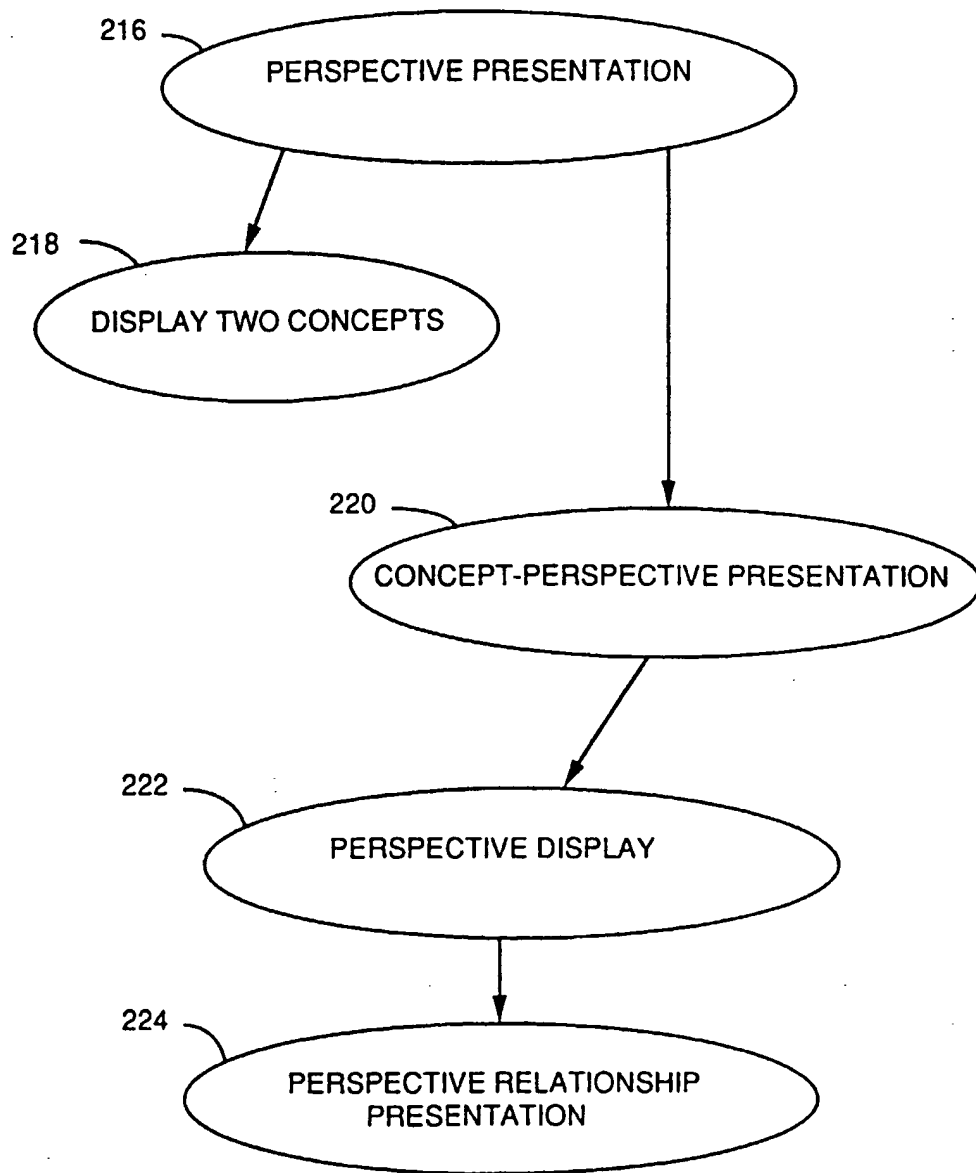 216
PERSPECTIVE PRESENTATION
218
DISPLAY TWO CONCEPTS
220
CONCEPT-PERSPECTIVE PRESENTATION
222
PERSPECTIVE DISPLAY
224
PERSPECTIVE RELATIONSHIP
PRESENTATION